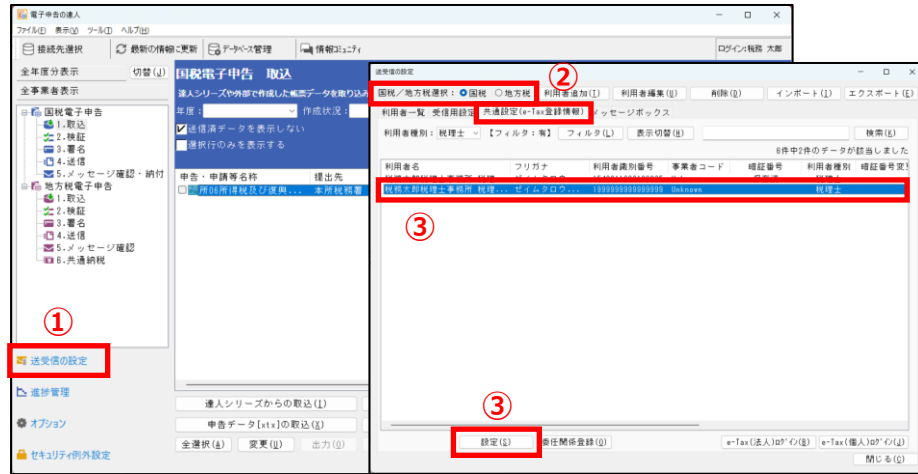 電子申告の達人
ファイル(F) 表示(V) ツール(T) ヘルプ(H)
接続先選択 最新の情報に更新 データベース管理 情報コミュニティ ログイン:税務 太郎
全年度分表示 切替(J)
全事業者表示
国税電子申告
1.取込
2.検証
3.署名
4.送信
5.メッセージ確認・納付
地方税電子申告
1.取込
2.検証
3.署名
4.送信
5.メッセージ確認
6.共通納税
①
送受信の設定
進捗管理
オプション
セキュリティ例外設定
国税電子申告 取込
達人シリーズや外部で作成した帳票データを取り込み
年度: 作成状況:
送信済データを表示しない
選択行のみを表示する
申告・申請等名称 提出先
所06所得税及び復興... 本所税務署
達人シリーズからの取込(I)
申告データ[xtx]の取込(X)
全選択(A) 変更(U) 出力(O)
送受信の設定
②
国税/地方税選択: 国税 地方税 利用者追加(T) 利用者編集(U) 削除(D) インポート(I) エクスポート(E)
利用者一覧 受信用設定 共通設定(e-Tax登録情報) メッセージボックス
利用者種別: 税理士 【フィルタ:有】 フィルタ(L) 表示切替(H) 検索(K)
6件中2件のデータが該当しました
利用者名 フリガナ 利用者識別番号 事業者コード 暗証番号 利用者種別 暗証番号変更
税務太郎税理士事務所 税理... ゼイムタロウ... 1999999999999999 Unknown 税理士
③
③
設定(S) 委任関係登録(O) e-Tax(法人)ログイン(B) e-Tax(個人)ログイン(J)
閉じる(C)